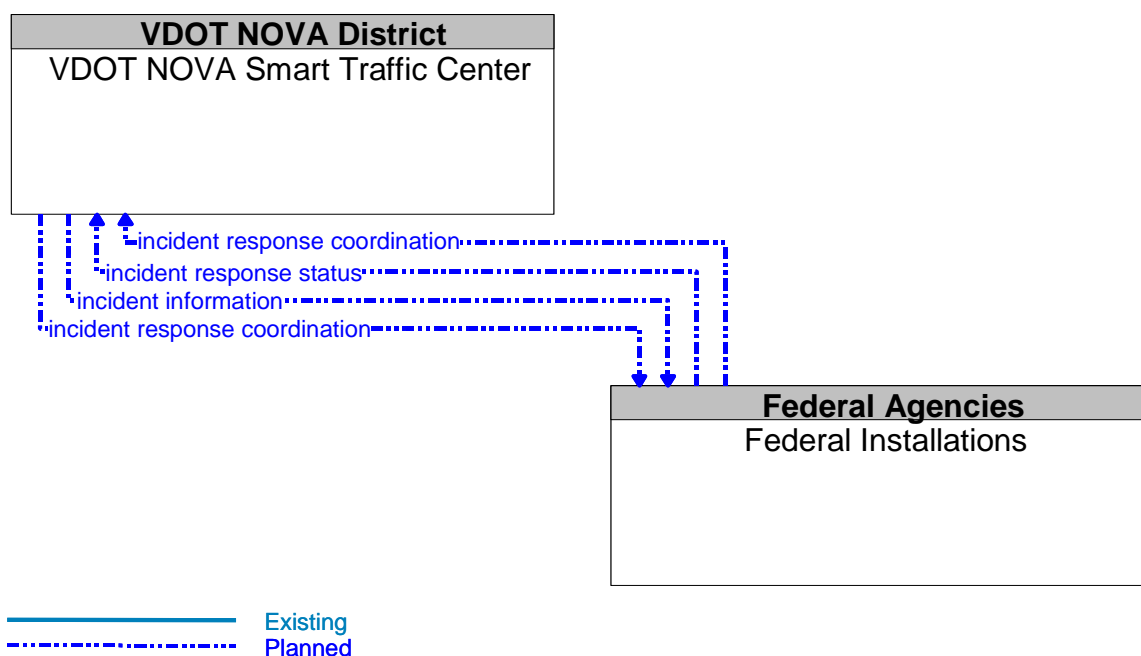 VDOT NOVA District
VDOT NOVA Smart Traffic Center
incident response coordination
incident response status
incident information
incident response coordination
Federal Agencies
Federal Installations
Existing
Planned